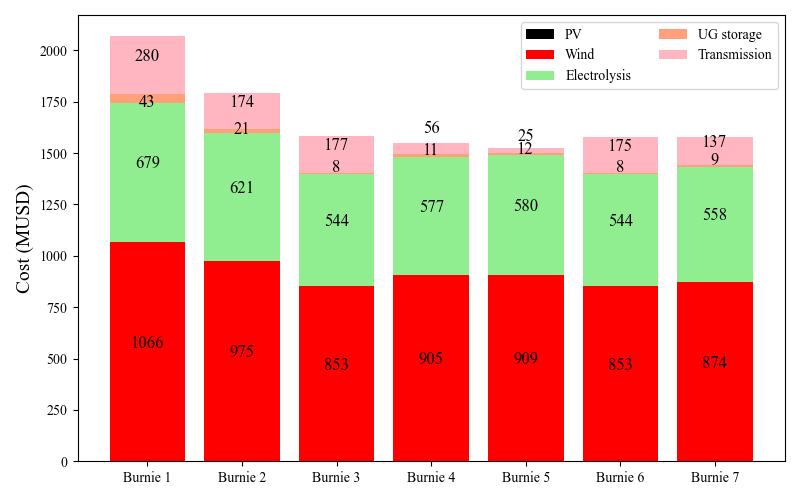 PV
Wind
Electrolysis
UG storage
Transmission
Cost (MUSD)
2000
1750
1500
1250
1000
750
500
250
0
280
43
679
1066
174
21
621
975
177
8
544
853
56
11
577
905
25
12
580
909
175
8
544
853
137
9
558
874
Burnie 1
Burnie 2
Burnie 3
Burnie 4
Burnie 5
Burnie 6
Burnie 7